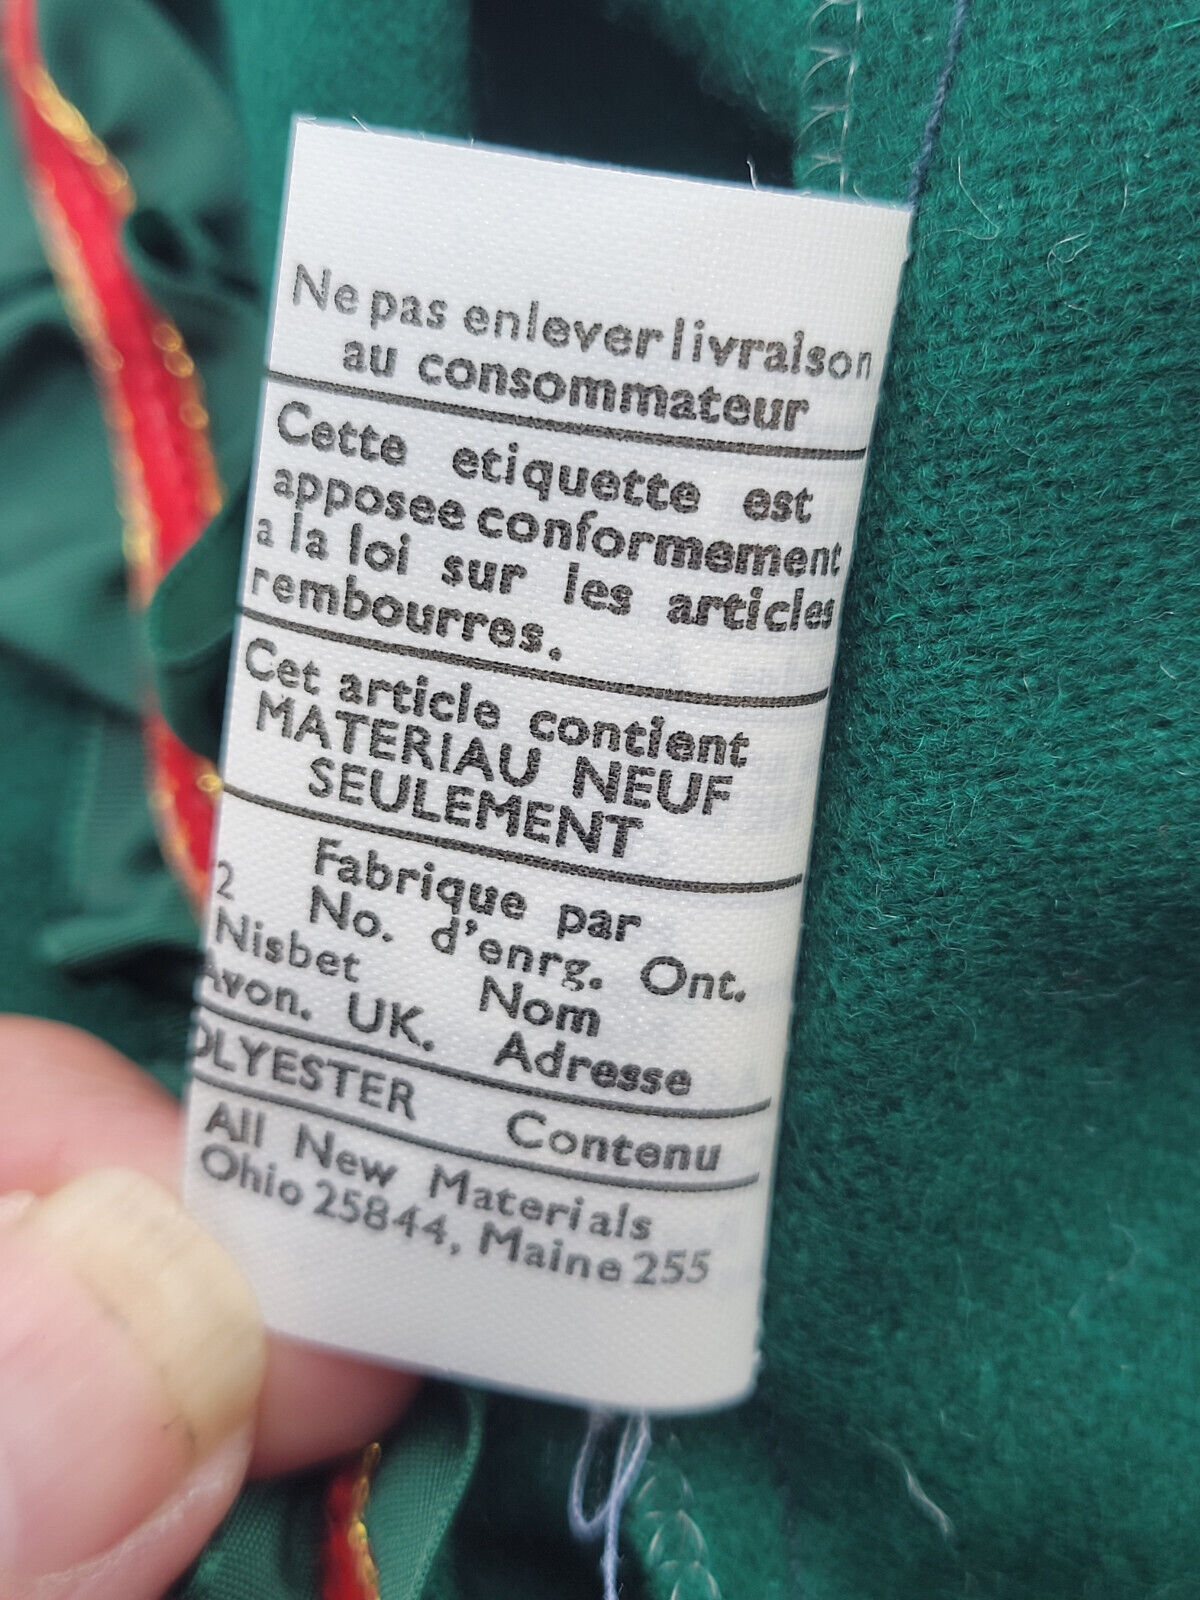 Ne pas enlever livraison
au consommateur
Cette etiquette est
apposee conformement
a la loi sur les articles
rembourres.
Cet article contient
MATERIAU NEUF
SEULEMENT
Fabrique par
2 No. d'enrg. Ont.
Nisbet Nom
Avon. UK. Adresse
OLYESTER Contenu
All New Materials
Ohio 25844, Maine 255